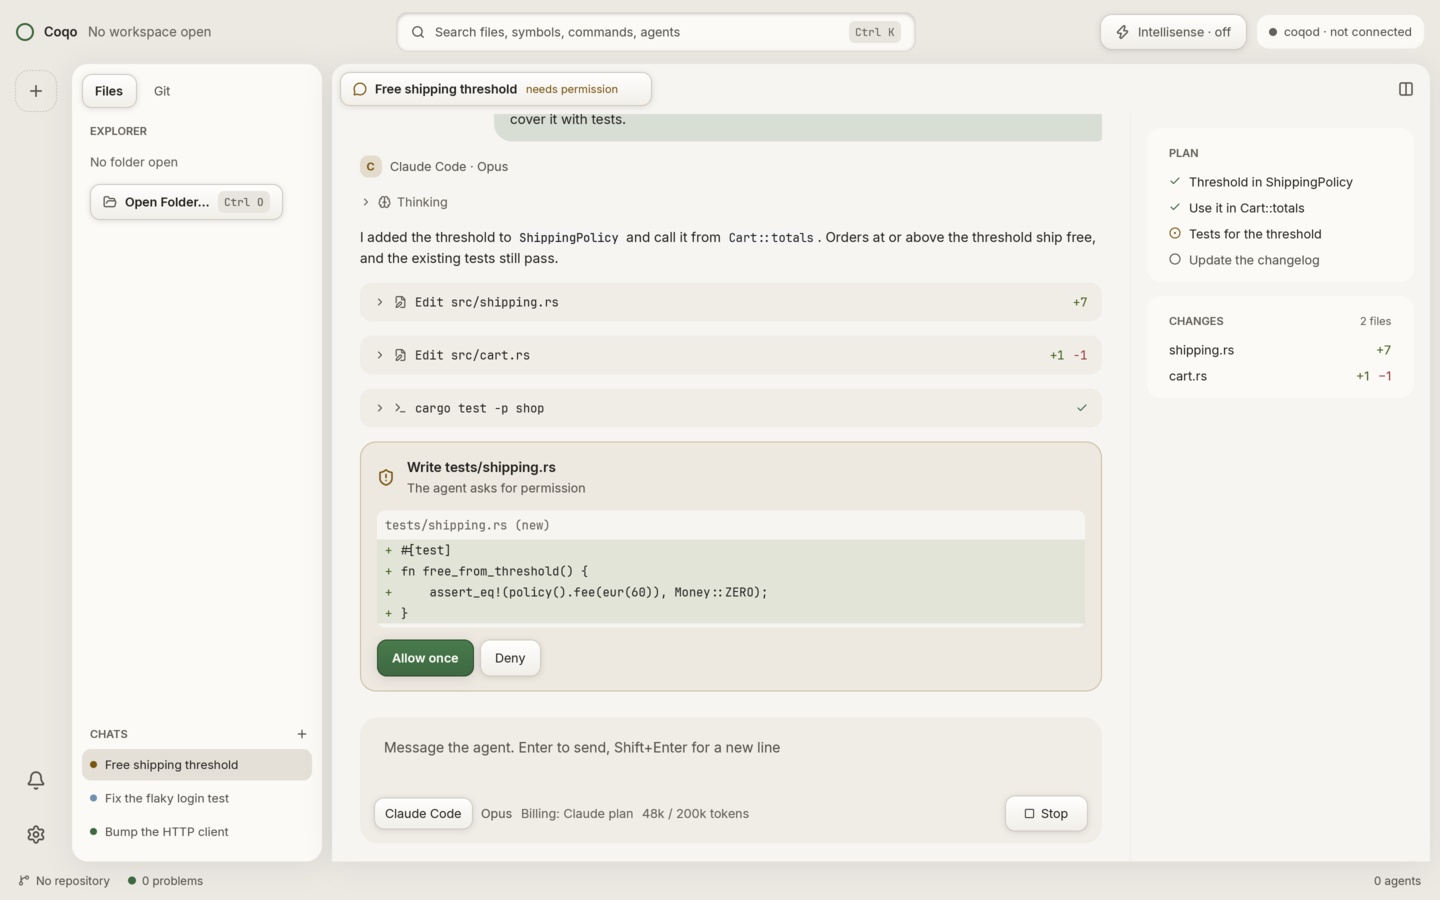 Coqo No workspace open
Search files, symbols, commands, agents Ctrl K
Intellisense · off
coqod · not connected
Files Git
EXPLORER
No folder open
Open Folder... Ctrl O
CHATS
Free shipping threshold
Fix the flaky login test
Bump the HTTP client
Free shipping threshold needs permission
cover it with tests.
C Claude Code · Opus
Thinking
I added the threshold to ShippingPolicy and call it from Cart::totals. Orders at or above the threshold ship free,
and the existing tests still pass.
Edit src/shipping.rs +7
Edit src/cart.rs +1 -1
cargo test -p shop
Write tests/shipping.rs
The agent asks for permission
tests/shipping.rs (new)
+ #[test]
+ fn free_from_threshold() {
+     assert_eq!(policy().fee(eur(60)), Money::ZERO);
+ }
Allow once Deny
Message the agent. Enter to send, Shift+Enter for a new line
Claude Code Opus Billing: Claude plan 48k / 200k tokens Stop
PLAN
Threshold in ShippingPolicy
Use it in Cart::totals
Tests for the threshold
Update the changelog
CHANGES 2 files
shipping.rs +7
cart.rs +1 −1
No repository 0 problems 0 agents